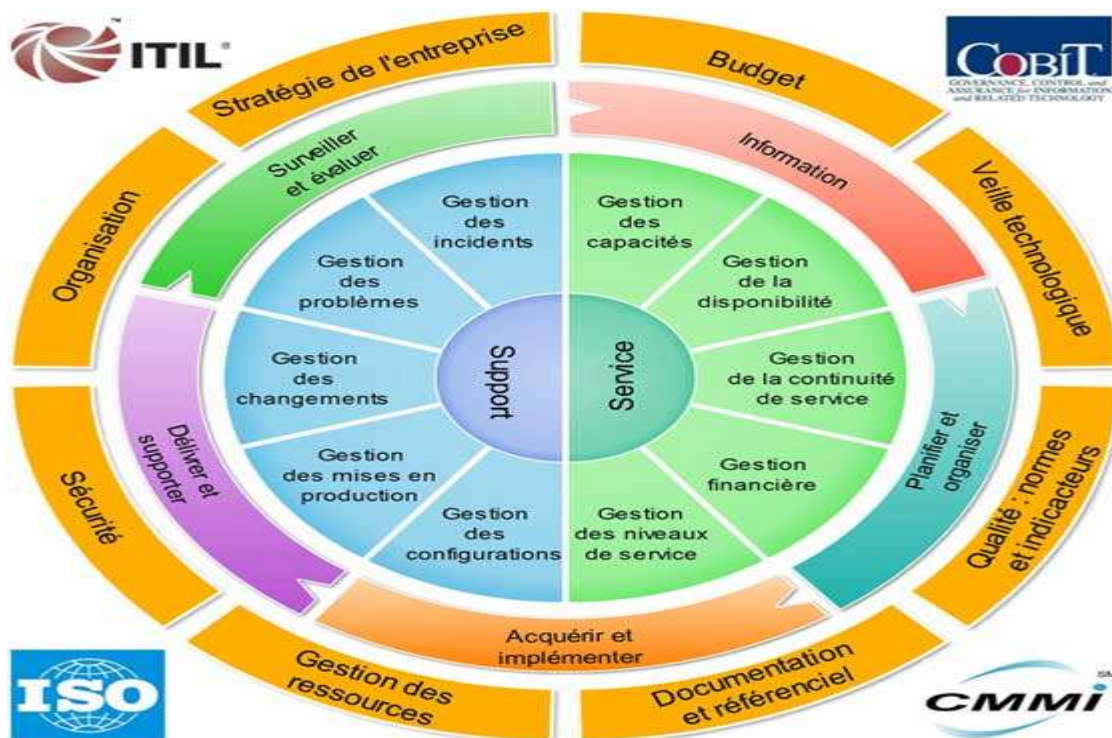 ITIL®
TM
Stratégie de l'entreprise
Budget
COBIT
GOVERNANCE, CONTROL and
ASSURANCE for INFORMATION
and RELATED TECHNOLOGY
Organisation
Surveiller
et évaluer
Information
Veille technologique
Gestion
des
incidents
Gestion
des
capacités
Gestion
des
problèmes
Gestion
de la
disponibilité
Gestion
des
changements
Support
Service
Gestion
de la continuité
de service
Gestion
des mises en
production
Gestion
financière
Gestion
des
configurations
Gestion
des niveaux
de service
Délivrer et
supporter
Planifier et
organiser
Sécurité
Qualité : normes
et indicacteurs
Acquérir et
implémenter
Gestion des
ressources
Documentation
et référenciel
ISO
CMMi
SM